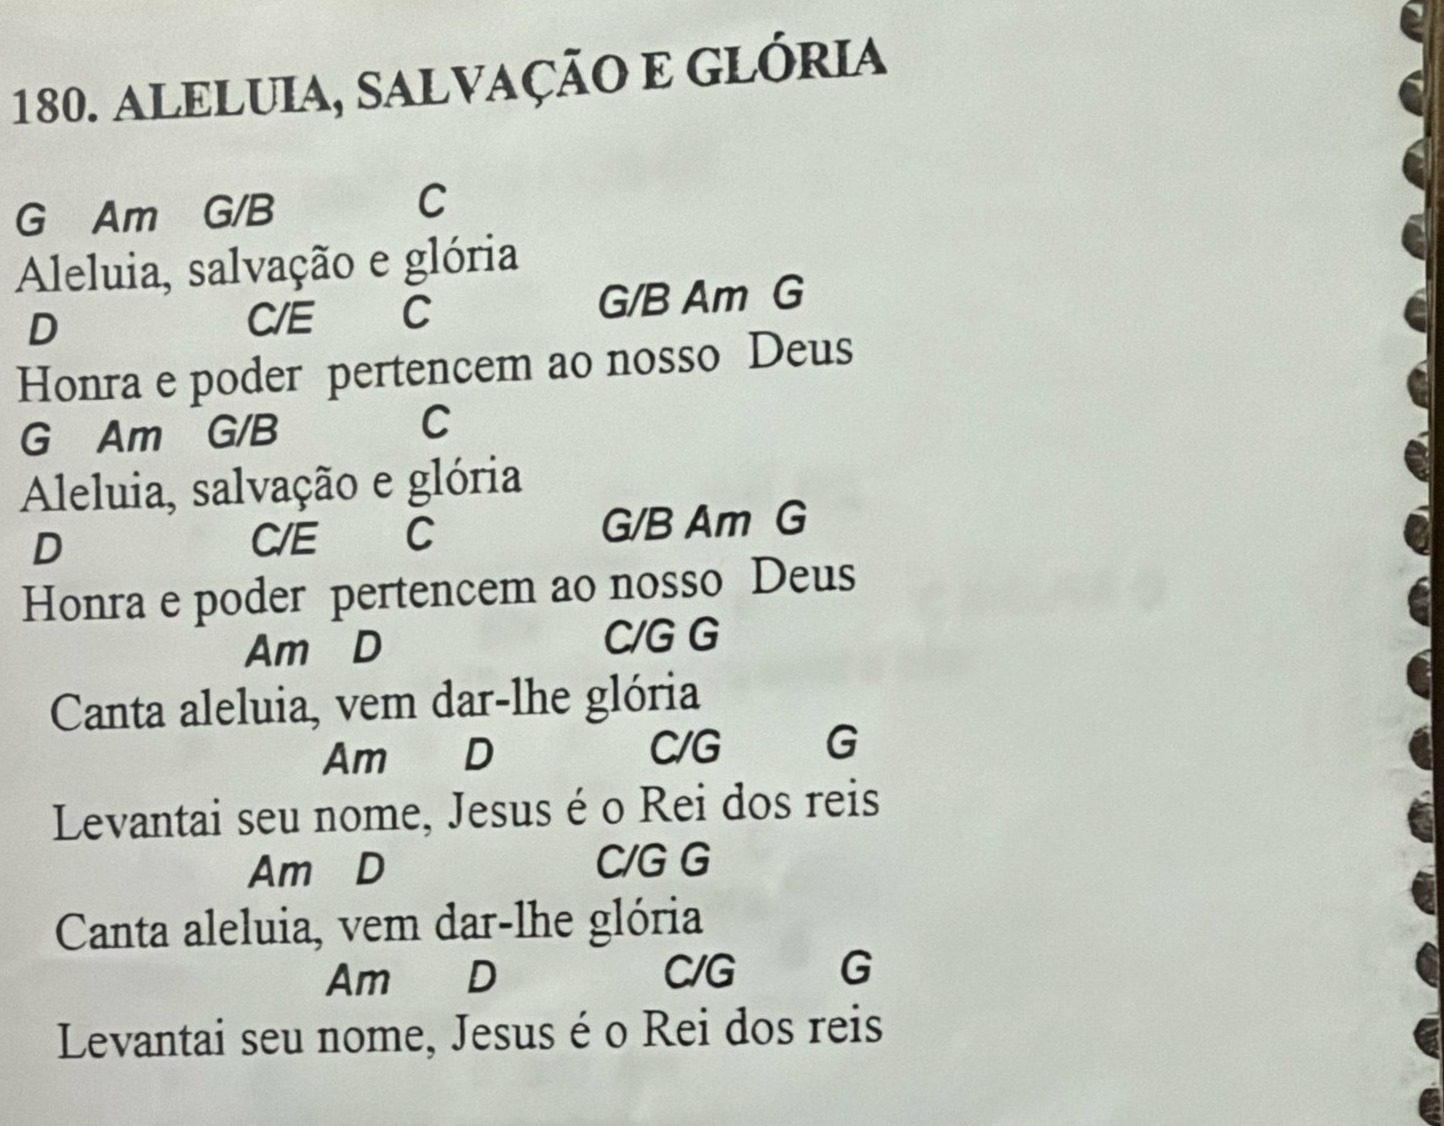 180. ALELUIA, SALVAÇÃO E GLÓRIA
G Am G/B C
Aleluia, salvação e glória
D C/E C G/B Am G
Honra e poder pertencem ao nosso Deus
G Am G/B C
Aleluia, salvação e glória
D C/E C G/B Am G
Honra e poder pertencem ao nosso Deus
Am D C/G G
Canta aleluia, vem dar-lhe glória
Am D C/G G
Levantai seu nome, Jesus é o Rei dos reis
Am D C/G G
Canta aleluia, vem dar-lhe glória
Am D C/G G
Levantai seu nome, Jesus é o Rei dos reis